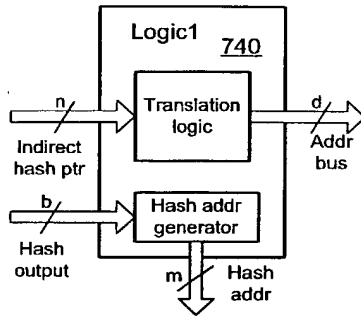 Logic1
740
n
Translation
logic
d
Indirect
hash ptr
Addr
bus
b
Hash addr
generator
Hash
output
m
Hash
addr